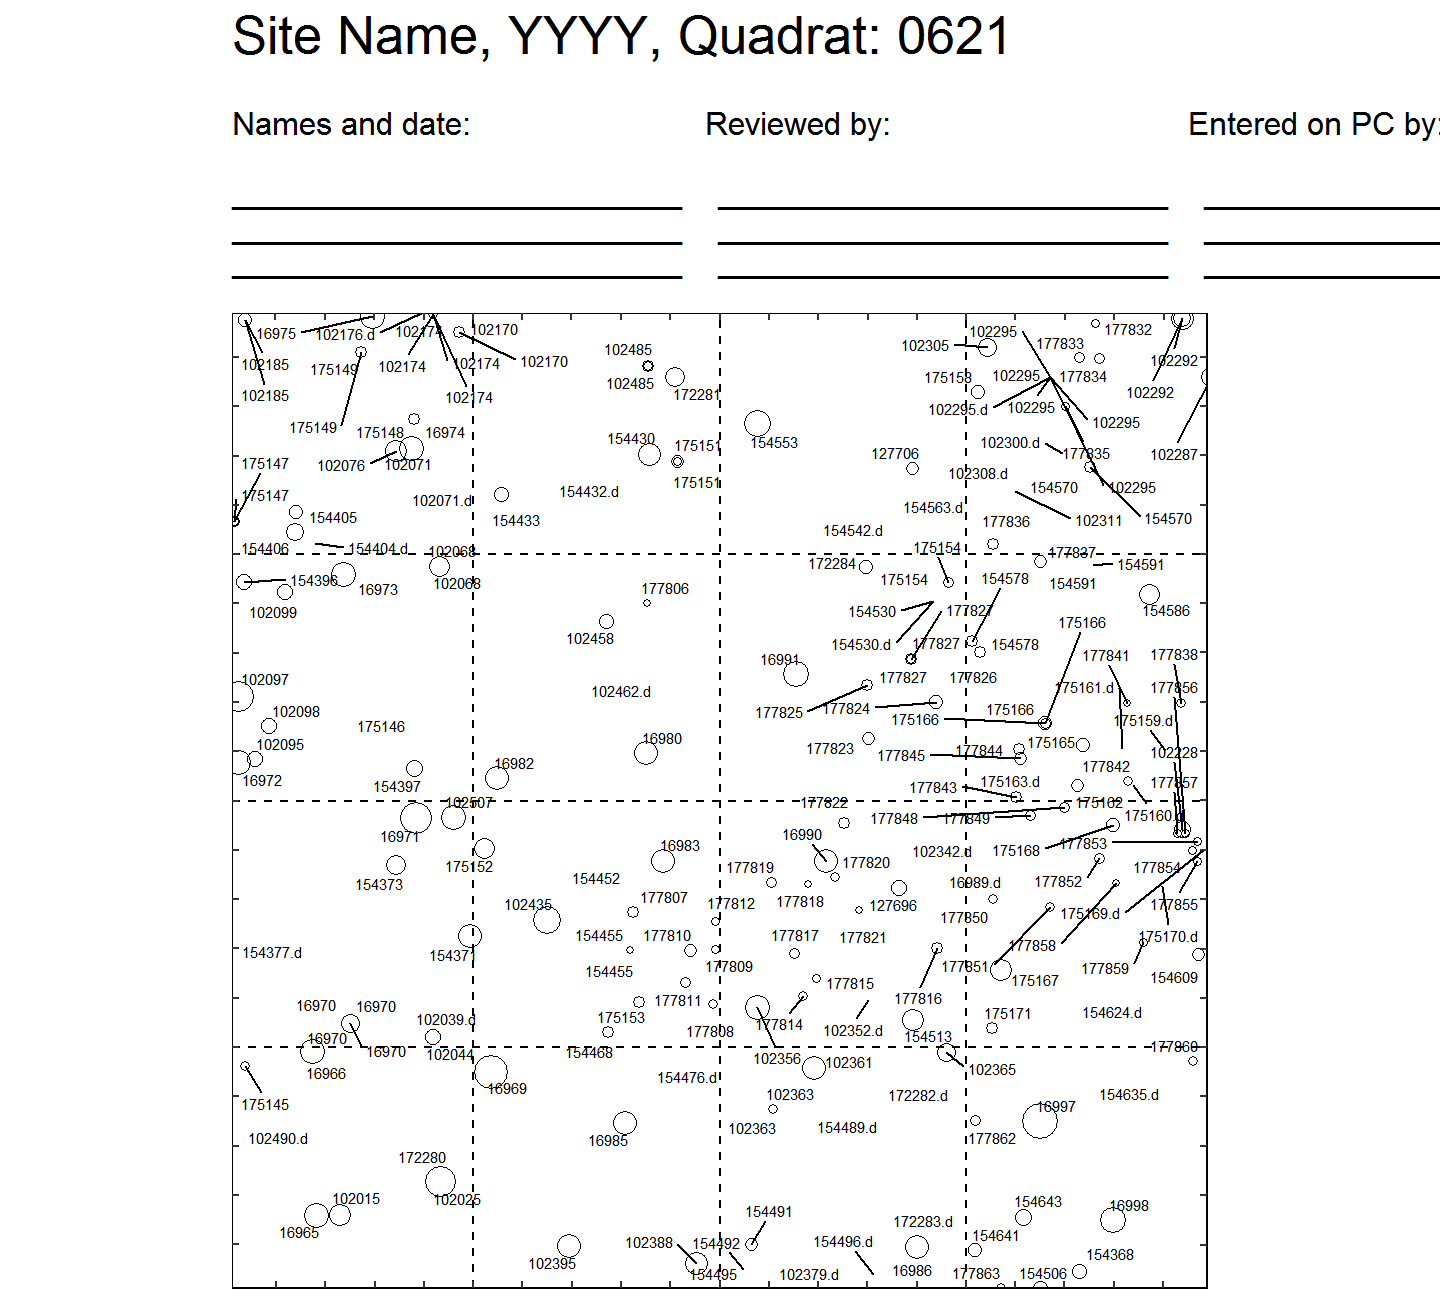 Site Name, YYYY, Quadrat: 0621
Names and date: Reviewed by: Entered on PC by:
16975 102176.d 102174 102170 102295 177832
102305 177833
102185 175149 102174 102174 102170 102485 102292
102485 175158 102295 177834
102185 102174 172281 102292
102295.d 102295 102295
175149 175148 16974 154430 154553 102300.d
175147 102076 102071 175151 127706 177835 102287
175147 102071.d 154432.d 175151 102308.d 154570 102295
154405 154433 154563.d 177836 102311 154570
154406 154404.d 102068 154542.d 175154 177837
154396 16973 102068 172284 175154 154578 154591 154591
102099 177806 154530 177827 154586
102458 154530.d 177827 154578 175166
16991 177841 177838
102097 102462.d 177827 177826 175161.d 177856
102098 175146 177825 177824 175166 175166 175159.d
102095 16980 177823 177845 177844 175165 102228
16972 154397 16982 177843 175163.d 177842 177857
102507 177822 175162
16971 177848 177849 175160.d
175152 16983 16990 102342.d 175168 177853
154373 154452 177819 177820 177854
102435 177807 177812 177818 127696 16989.d 177852 177855
154455 177810 177817 177821 177850 175169.d
154377.d 154371 154455 177809 177851 177858 175170.d
177811 177815 175167 177859 154609
16970 16970 102039.d 175153 177808 177814 102352.d 177816 175171 154624.d
16970 16970 102044 154468 102356 102361 154513 177860
16966 16969 154476.d 102365
175145 102363 172282.d 154635.d
102490.d 16985 102363 154489.d 16997 177862
172280
102015 102025 154491 172283.d 154643 16998
16965 102388 154492 154496.d 154641 154368
102395 154495 102379.d 16986 177863 154506